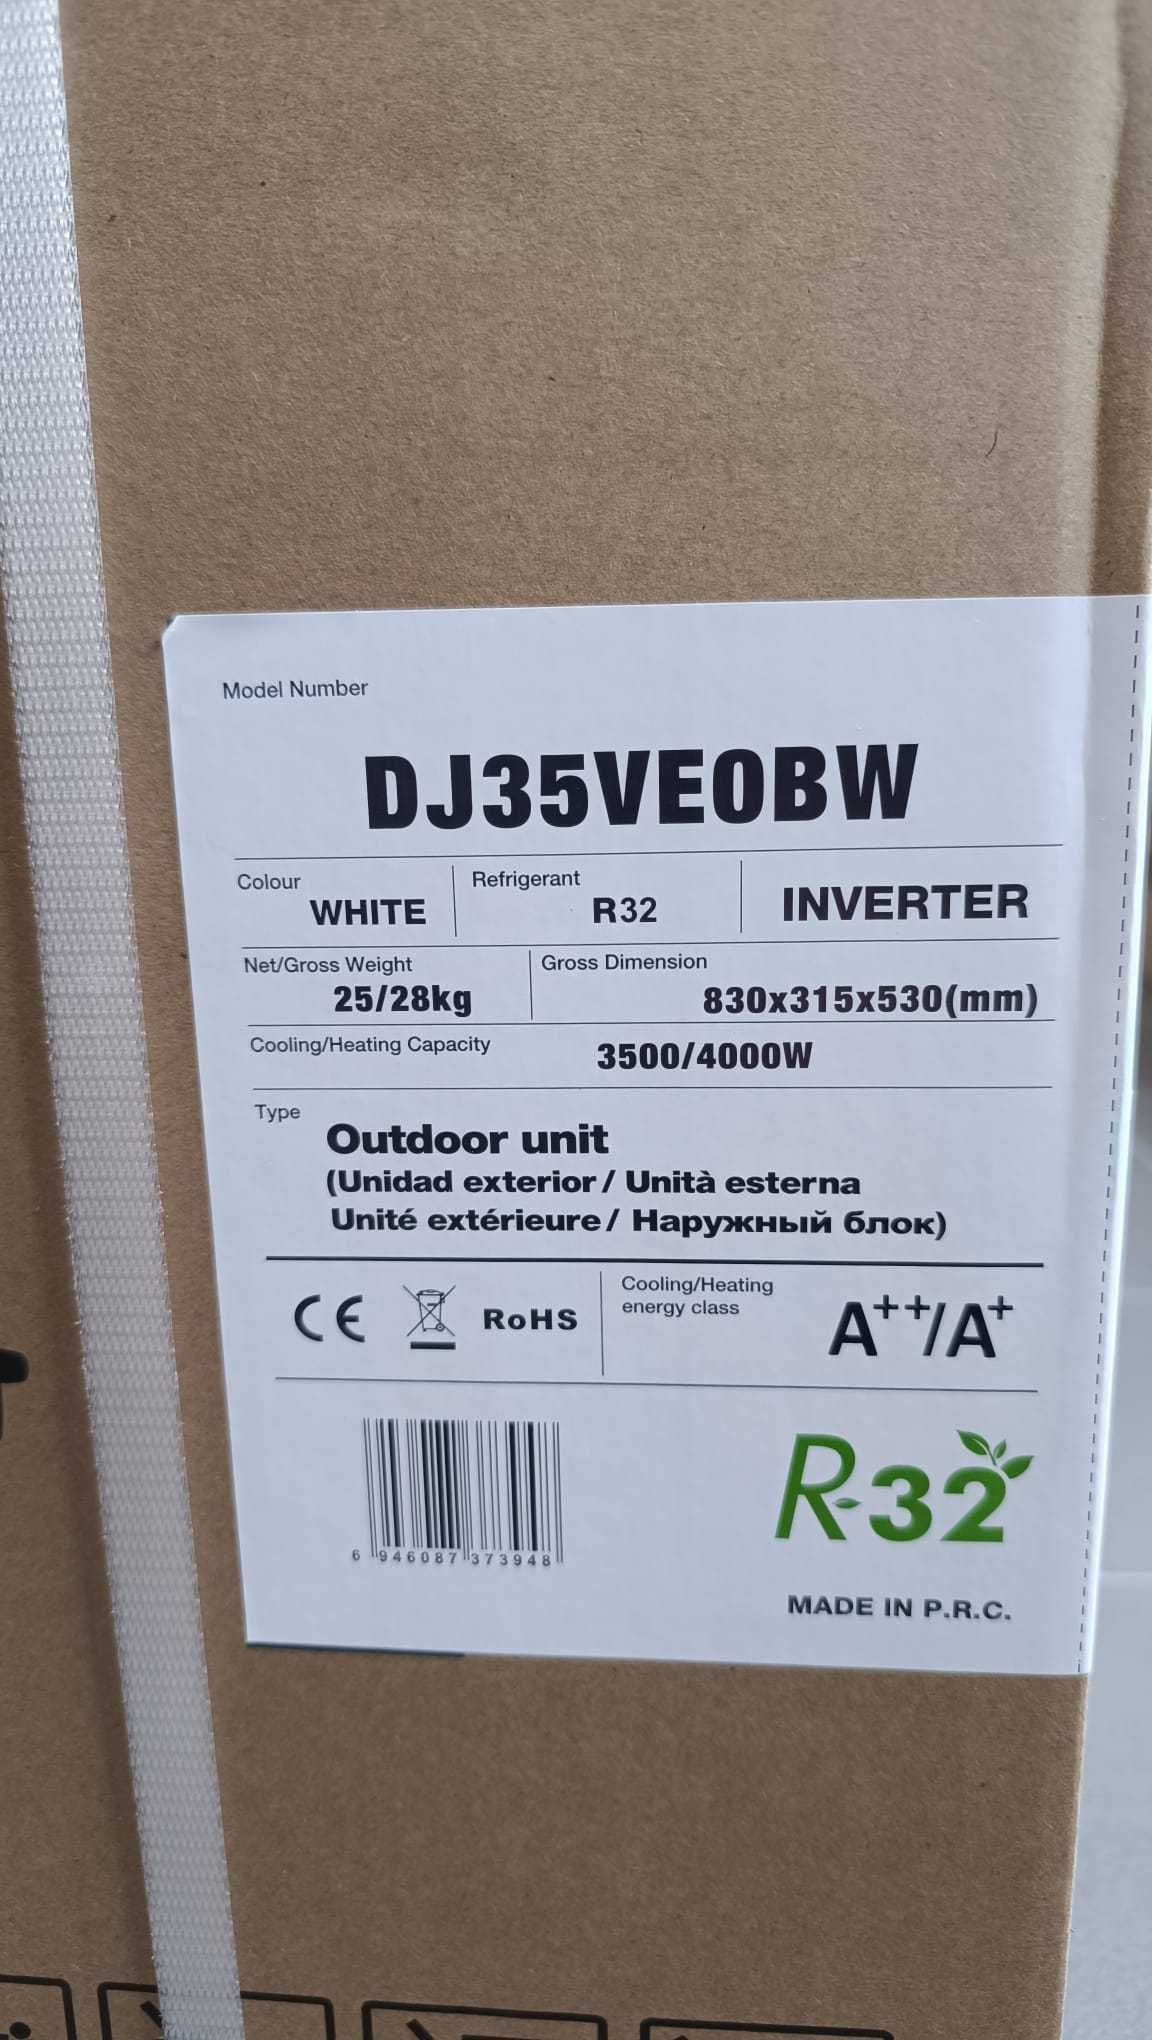 Model Number
DJ35VE0BW
Colour
WHITE
Refrigerant
R32
INVERTER
Net/Gross Weight
25/28kg
Gross Dimension
830x315x530(mm)
Cooling/Heating Capacity
3500/4000W
Type
Outdoor unit
(Unidad exterior / Unità esterna
Unité extérieure / Наружный блок)
CE
RoHS
Cooling/Heating
energy class
A++/A+
6 946087 373948
R-32
MADE IN P.R.C.